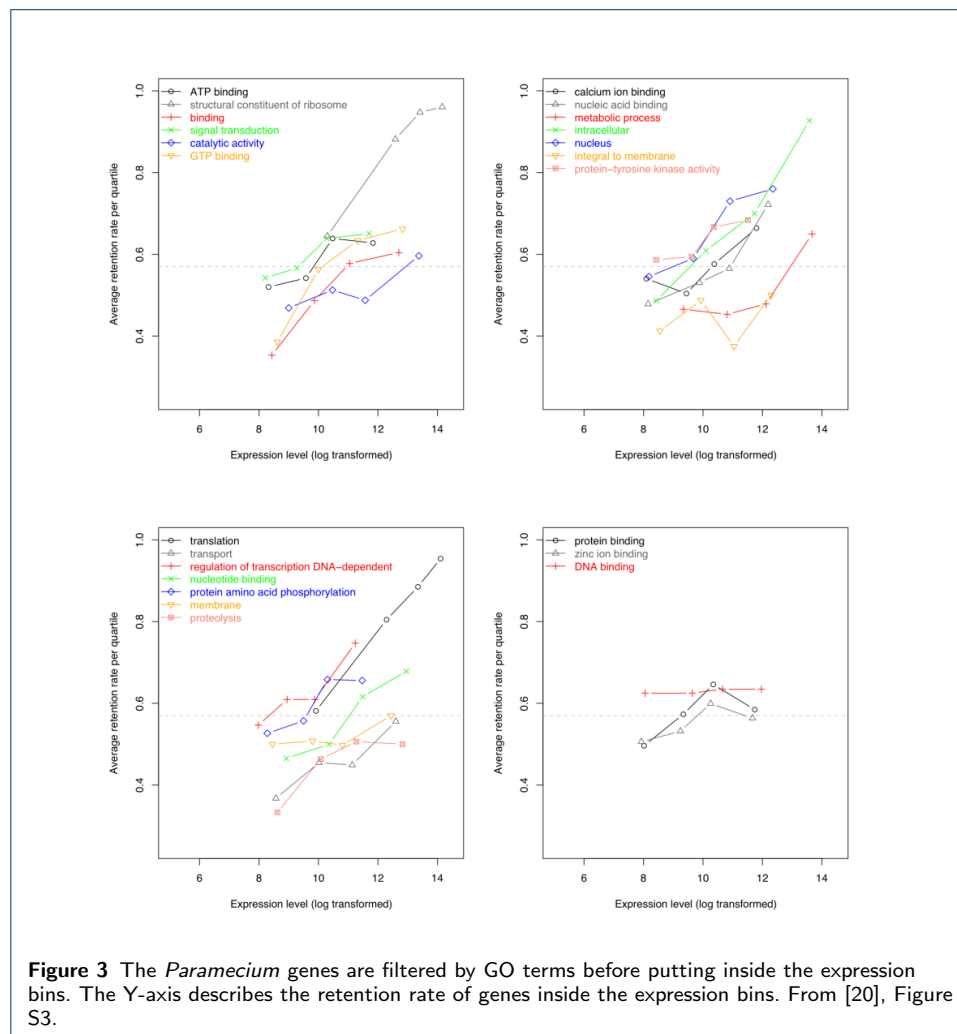 ATP binding
structural constituent of ribosome
binding
signal transduction
catalytic activity
GTP binding
Average retention rate per quartile
1.0
0.8
0.6
0.4
6 8 10 12 14
Expression level (log transformed)
calcium ion binding
nucleic acid binding
metabolic process
intracellular
nucleus
integral to membrane
protein−tyrosine kinase activity
Average retention rate per quartile
1.0
0.8
0.6
0.4
6 8 10 12 14
Expression level (log transformed)
translation
transport
regulation of transcription DNA−dependent
nucleotide binding
protein amino acid phosphorylation
membrane
proteolysis
Average retention rate per quartile
1.0
0.8
0.6
0.4
6 8 10 12 14
Expression level (log transformed)
protein binding
zinc ion binding
DNA binding
Average retention rate per quartile
1.0
0.8
0.6
0.4
6 8 10 12 14
Expression level (log transformed)
Figure 3 The Paramecium genes are filtered by GO terms before putting inside the expression
bins. The Y-axis describes the retention rate of genes inside the expression bins. From [20], Figure
S3.